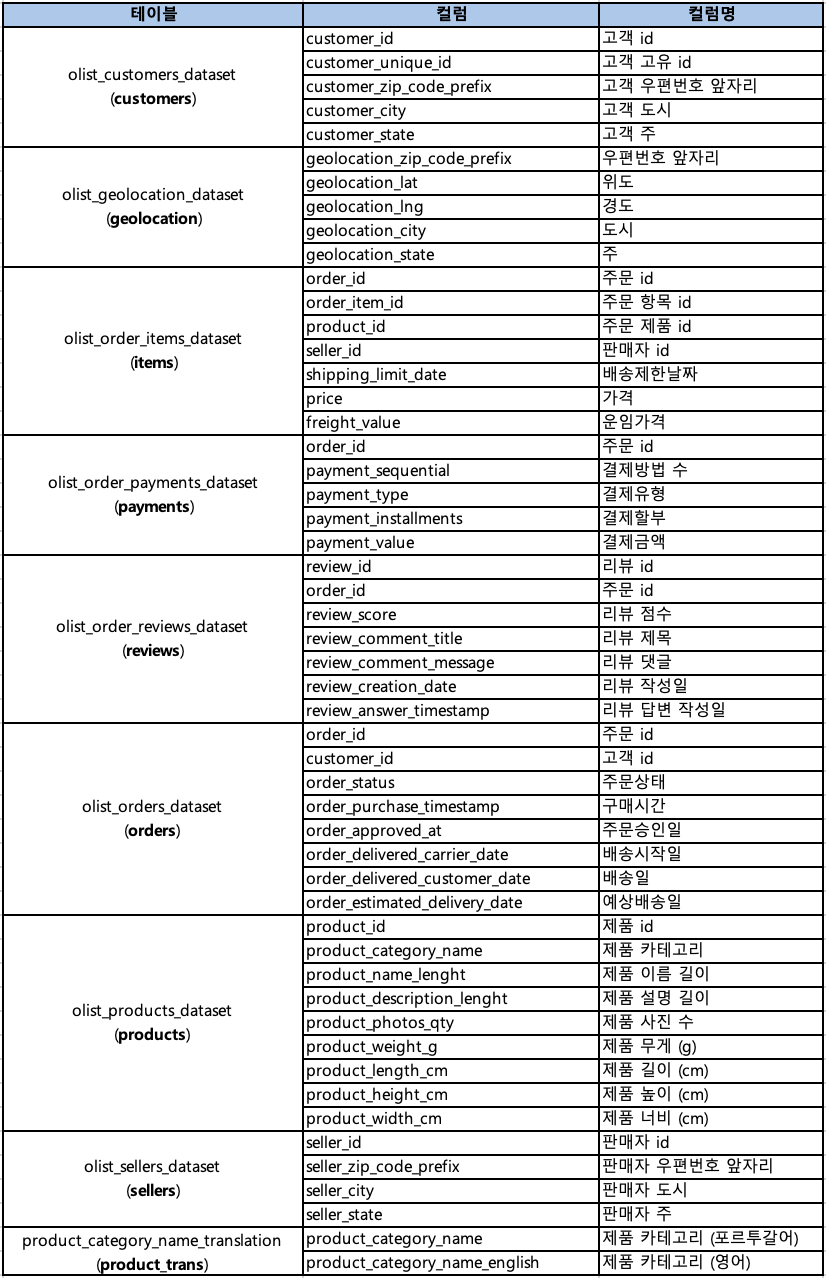 테이블 컬럼 컬럼명
olist_customers_dataset
(customers)
customer_id 고객 id
customer_unique_id 고객 고유 id
customer_zip_code_prefix 고객 우편번호 앞자리
customer_city 고객 도시
customer_state 고객 주
olist_geolocation_dataset
(geolocation)
geolocation_zip_code_prefix 우편번호 앞자리
geolocation_lat 위도
geolocation_lng 경도
geolocation_city 도시
geolocation_state 주
olist_order_items_dataset
(items)
order_id 주문 id
order_item_id 주문 항목 id
product_id 주문 제품 id
seller_id 판매자 id
shipping_limit_date 배송제한날짜
price 가격
freight_value 운임가격
olist_order_payments_dataset
(payments)
order_id 주문 id
payment_sequential 결제방법 수
payment_type 결제유형
payment_installments 결제할부
payment_value 결제금액
olist_order_reviews_dataset
(reviews)
review_id 리뷰 id
order_id 주문 id
review_score 리뷰 점수
review_comment_title 리뷰 제목
review_comment_message 리뷰 댓글
review_creation_date 리뷰 작성일
review_answer_timestamp 리뷰 답변 작성일
olist_orders_dataset
(orders)
order_id 주문 id
customer_id 고객 id
order_status 주문상태
order_purchase_timestamp 구매시간
order_approved_at 주문승인일
order_delivered_carrier_date 배송시작일
order_delivered_customer_date 배송일
order_estimated_delivery_date 예상배송일
olist_products_dataset
(products)
product_id 제품 id
product_category_name 제품 카테고리
product_name_lenght 제품 이름 길이
product_description_lenght 제품 설명 길이
product_photos_qty 제품 사진 수
product_weight_g 제품 무게 (g)
product_length_cm 제품 길이 (cm)
product_height_cm 제품 높이 (cm)
product_width_cm 제품 너비 (cm)
olist_sellers_dataset
(sellers)
seller_id 판매자 id
seller_zip_code_prefix 판매자 우편번호 앞자리
seller_city 판매자 도시
seller_state 판매자 주
product_category_name_translation
(product_trans)
product_category_name 제품 카테고리 (포르투갈어)
product_category_name_english 제품 카테고리 (영어)